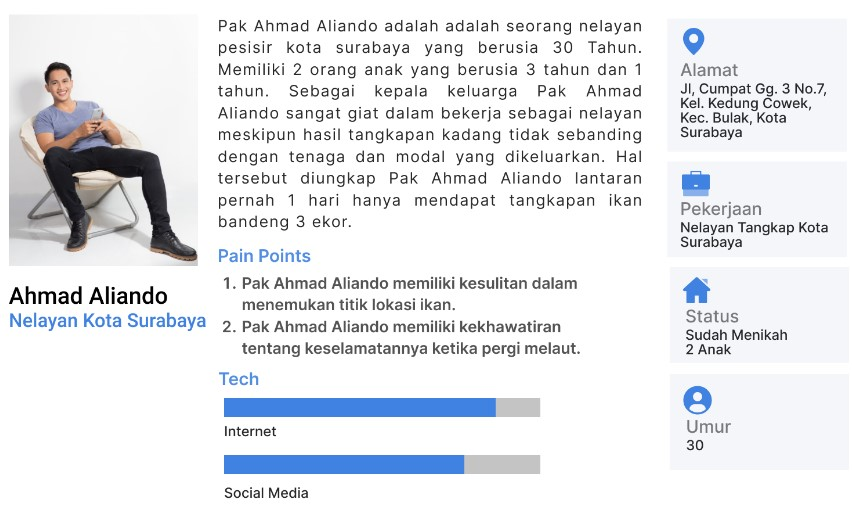 Pak Ahmad Aliando adalah adalah seorang nelayan
pesisir kota surabaya yang berusia 30 Tahun.
Memiliki 2 orang anak yang berusia 3 tahun dan 1
tahun. Sebagai kepala keluarga Pak Ahmad
Aliando sangat giat dalam bekerja sebagai nelayan
meskipun hasil tangkapan kadang tidak sebanding
dengan tenaga dan modal yang dikeluarkan. Hal
tersebut diungkap Pak Ahmad Aliando lantaran
pernah 1 hari hanya mendapat tangkapan ikan
bandeng 3 ekor.
Ahmad Aliando
Nelayan Kota Surabaya
Pain Points
1. Pak Ahmad Aliando memiliki kesulitan dalam
menemukan titik lokasi ikan.
2. Pak Ahmad Aliando memiliki kekhawatiran
tentang keselamatannya ketika pergi melaut.
Tech
Internet
Social Media
Alamat
Jl, Cumpat Gg. 3 No.7,
Kel. Kedung Cowek,
Kec. Bulak, Kota
Surabaya
Pekerjaan
Nelayan Tangkap Kota
Surabaya
Status
Sudah Menikah
2 Anak
Umur
30